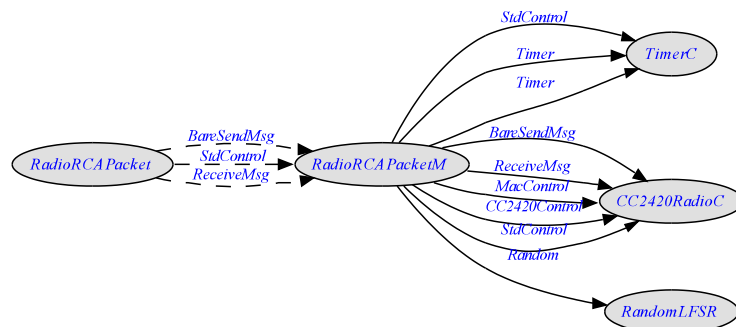 StdControl
Timer
TimerC
Timer
BareSendMsg
BareSendMsg
StdControl
RadioRCAPacket
RadioRCAPacketM
ReceiveMsg
ReceiveMsg
MacControl
CC2420Control
CC2420RadioC
StdControl
Random
RandomLFSR